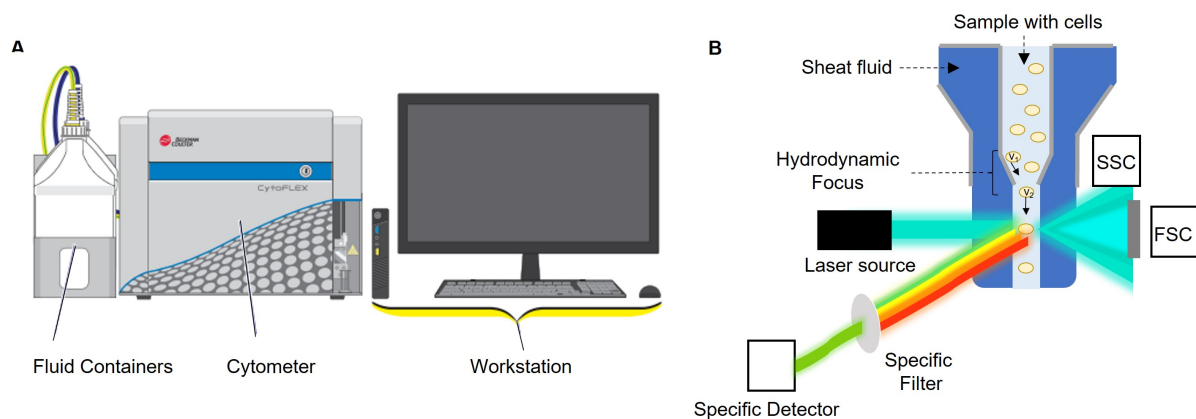 A
BECKMAN
COULTER
CytoFLEX
Fluid Containers
Cytometer
Workstation
B
Sample with cells
Sheat fluid
Hydrodynamic
Focus
V₁
V₂
SSC
FSC
Laser source
Specific
Filter
Specific Detector